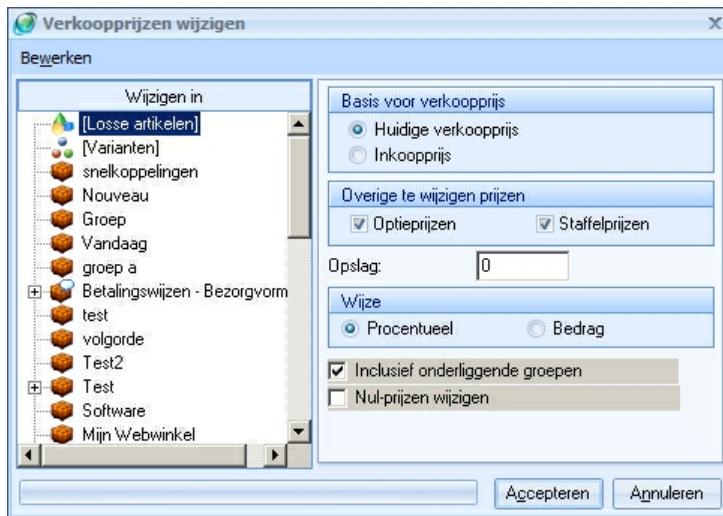 Verkoopprijzen wijzigen
Bewerken
Wijzigen in
[Losse artikelen]
[Varianten]
snelkoppelingen
Nouveau
Groep
Vandaag
groep a
Betalingswijzen - Bezorgvorm
test
volgorde
Test2
Test
Software
Mijn Webwinkel
Basis voor verkoopprijs
Huidige verkoopprijs
Inkoopprijs
Overige te wijzigen prijzen
Optieprijzen Staffelprijzen
Opslag: 0
Wijze
Procentueel Bedrag
Inclusief onderliggende groepen
Nul-prijzen wijzigen
Accepteren Annuleren